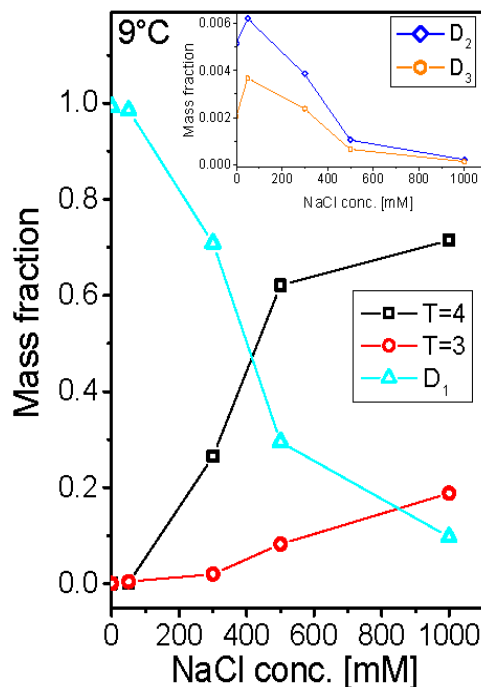 9°C
0.006
0.004
0.002
0.000
Mass fraction
0 200 400 600 800 1000
NaCl conc. [mM]
D2
D3
1.0
0.8
0.6
0.4
0.2
0.0
Mass fraction
T=4
T=3
D1
0 200 400 600 800 1000
NaCl conc. [mM]